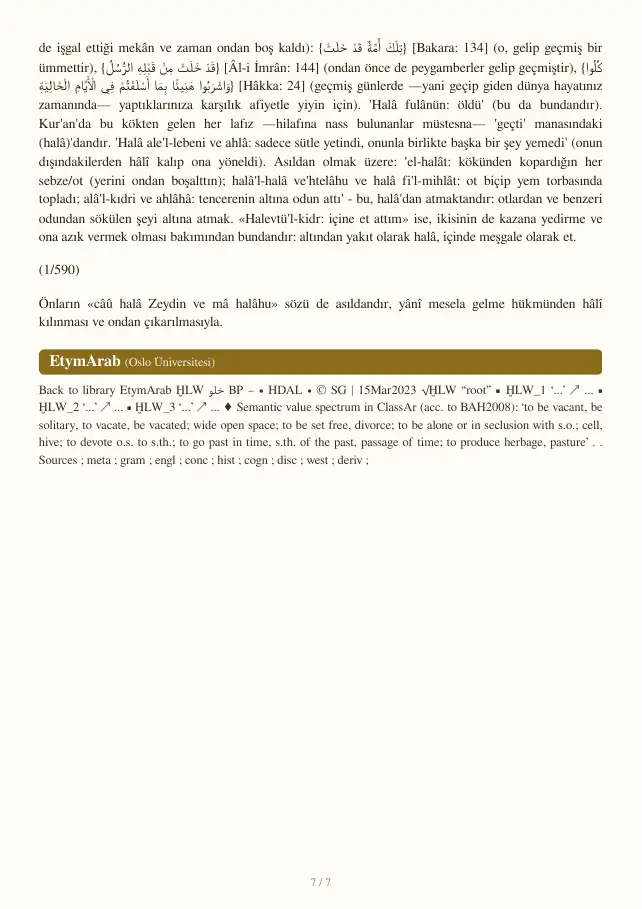 de işgal ettiği mekân ve zaman ondan boş kaldı): {تِلْكَ أُمَّةٌ قَدْ خَلَتْ} [Bakara: 134] (o, gelip geçmiş bir
ümmettir), {قَدْ خَلَتْ مِنْ قَبْلِهِ الرُّسُلُ} [Âl-i İmrân: 144] (ondan önce de peygamberler gelip geçmiştir), {كُلُوا
وَاشْرَبُوا هَنِيئًا بِمَا أَسْلَفْتُمْ فِي الْأَيَّامِ الْخَالِيَةِ} [Hâkka: 24] (geçmiş günlerde —yani geçip giden dünya hayatınız
zamanında— yaptıklarınıza karşılık afiyetle yiyin için). 'Halâ fulânün: öldü' (bu da bundandır).
Kur'an'da bu kökten gelen her lafız —hilafına nass bulunanlar müstesna— 'geçti' manasındaki
(halâ)'dandır. 'Halâ ale'l-lebeni ve ahlâ: sadece sütle yetindi, onunla birlikte başka bir şey yemedi' (onun
dışındakilerden hâlî kalıp ona yöneldi). Asıldan olmak üzere: 'el-halât: kökünden kopardığın her
sebze/ot (yerini ondan boşalttın); halâ'l-halâ ve'htelâhu ve halâ fi'l-mihlât: ot biçip yem torbasında
topladı; alâ'l-kıdri ve ahlâhâ: tencerenin altına odun attı' - bu, halâ'dan atmaktandır: otlardan ve benzeri
odundan sökülen şeyi altına atmak. «Halevtü'l-kidr: içine et attım» ise, ikisinin de kazana yedirme ve
ona azık vermek olması bakımından bundandır: altından yakıt olarak halâ, içinde meşgale olarak et.
(1/590)
Onların «câû halâ Zeydin ve mâ halâhu» sözü de asıldandır, yânî mesela gelme hükmünden hâlî
kılınması ve ondan çıkarılmasıyla.
EtymArab (Oslo Üniversitesi)
Back to library EtymArab ḪLW خلو BP – • HDAL • © SG | 15Mar2023 √ḪLW “root” ▪ ḪLW_1 ‘...’ ↗ ... ▪
ḪLW_2 ‘...’ ↗ ... ▪ ḪLW_3 ‘...’ ↗ ... ♦ Semantic value spectrum in ClassAr (acc. to BAH2008): ‘to be vacant, be
solitary, to vacate, be vacated; wide open space; to be set free, divorce; to be alone or in seclusion with s.o.; cell,
hive; to devote o.s. to s.th.; to go past in time, s.th. of the past, passage of time; to produce herbage, pasture’ . .
Sources ; meta ; gram ; engl ; conc ; hist ; cogn ; disc ; west ; deriv ;
7 / 7